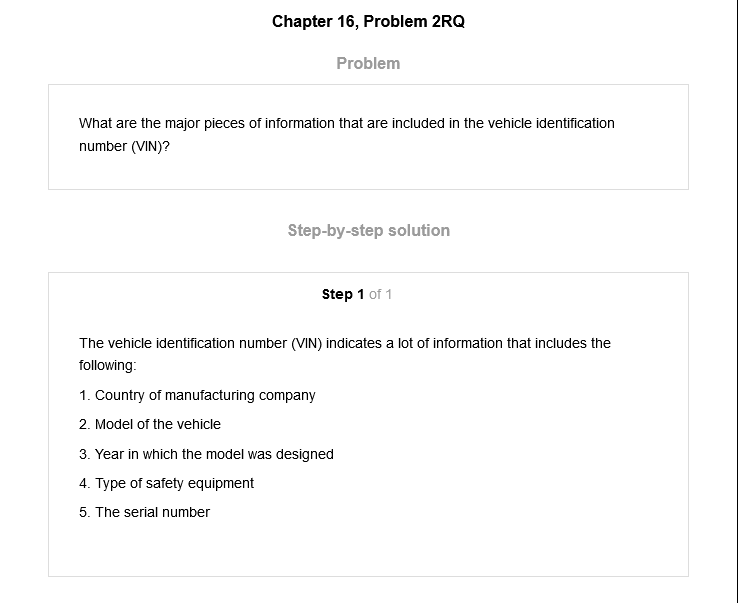 Chapter 16, Problem 2RQ
Problem
What are the major pieces of information that are included in the vehicle identification
number (VIN)?
Step-by-step solution
Step 1 of 1
The vehicle identification number (VIN) indicates a lot of information that includes the
following:
1. Country of manufacturing company
2. Model of the vehicle
3. Year in which the model was designed
4. Type of safety equipment
5. The serial number